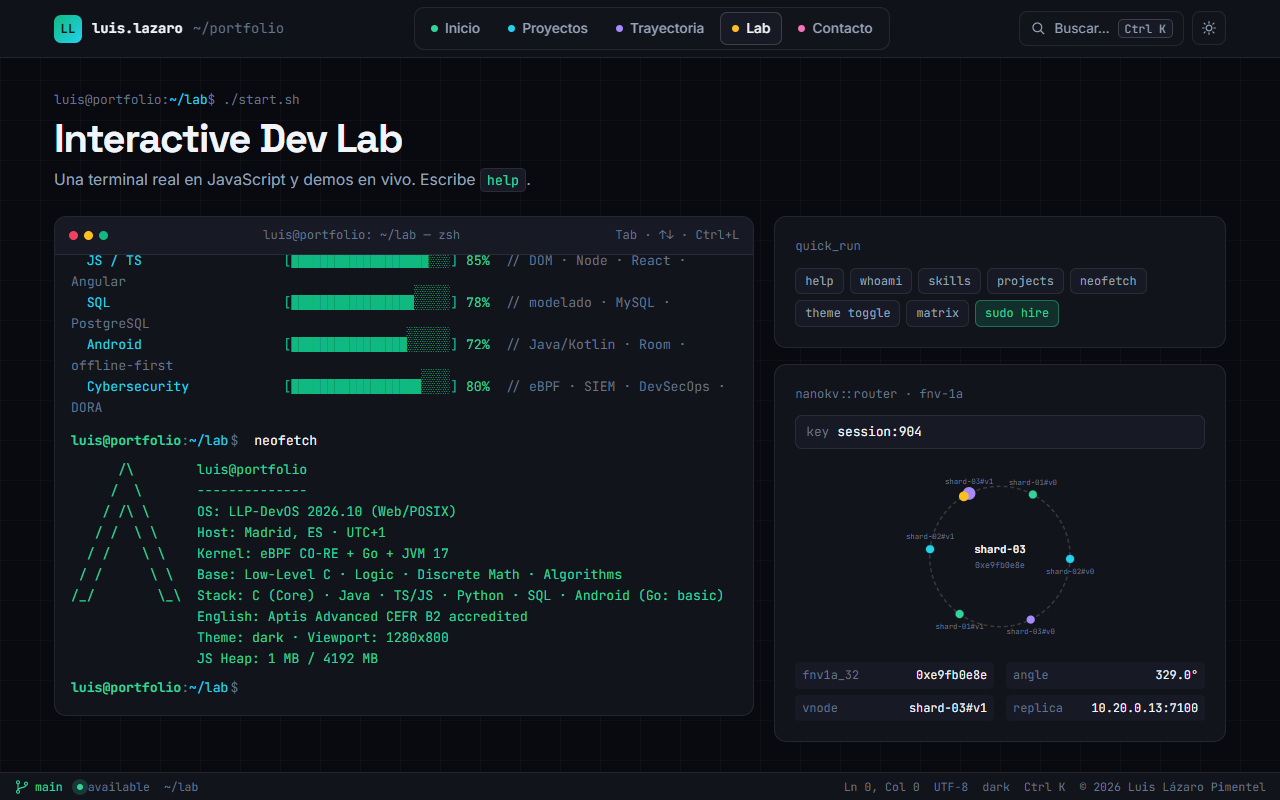 LL luis.lazaro ~/portfolio
Inicio Proyectos Trayectoria Lab Contacto
Buscar... Ctrl K
luis@portfolio:~/lab$ ./start.sh
Interactive Dev Lab
Una terminal real en JavaScript y demos en vivo. Escribe help.
luis@portfolio: ~/lab — zsh
Tab · ↑↓ · Ctrl+L
JS / TS [█████████████████░░░] 85% // DOM · Node · React ·
Angular
SQL [████████████████░░░░] 78% // modelado · MySQL ·
PostgreSQL
Android [██████████████░░░░░░] 72% // Java/Kotlin · Room ·
offline-first
Cybersecurity [████████████████░░░░] 80% // eBPF · SIEM · DevSecOps ·
DORA
luis@portfolio:~/lab$ neofetch
/\ luis@portfolio
/ \ --------------
/ /\ \ OS: LLP-DevOS 2026.10 (Web/POSIX)
/ / \ \ Host: Madrid, ES · UTC+1
/ / \ \ Kernel: eBPF CO-RE + Go + JVM 17
/ / \ \ Base: Low-Level C · Logic · Discrete Math · Algorithms
/_/ \_\ Stack: C (Core) · Java · TS/JS · Python · SQL · Android (Go: basic)
English: Aptis Advanced CEFR B2 accredited
Theme: dark · Viewport: 1280x800
JS Heap: 1 MB / 4192 MB
luis@portfolio:~/lab$
quick_run
help whoami skills projects neofetch
theme toggle matrix sudo hire
nanokv::router · fnv-1a
key session:904
shard-03#v1 shard-01#v0
shard-02#v1
shard-03
0xe9fb0e8e
shard-02#v0
shard-01#v1
shard-03#v0
fnv1a_32 0xe9fb0e8e
angle 329.0°
vnode shard-03#v1
replica 10.20.0.13:7100
main available ~/lab
Ln 0, Col 0 UTF-8 dark Ctrl K © 2026 Luis Lázaro Pimentel